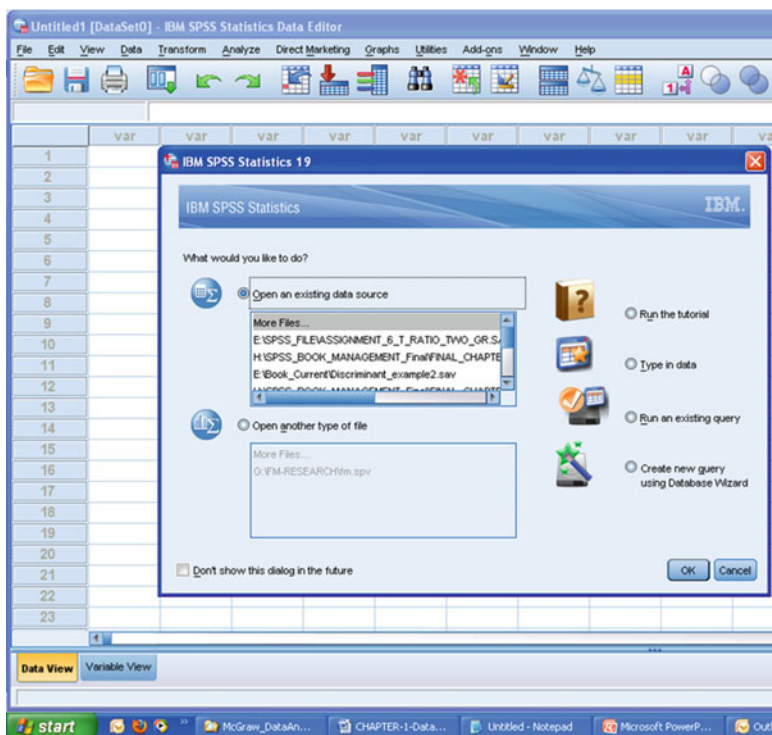 Untitled1 [DataSet0] - IBM SPSS Statistics Data Editor
File Edit View Data Transform Analyze Direct Marketing Graphs Utilities Add-ons Window Help
var var var var var var var var var va
1
2
3
4
5
6
7
8
9
10
11
12
13
14
15
16
17
18
19
20
21
22
23
IBM SPSS Statistics 19
IBM SPSS Statistics
IBM.
What would you like to do?
Open an existing data source
More Files...
E:\SPSS_FILE\ASSIGNMENT_6_T_RATIO_TWO_GR.SA
H:\SPSS_BOOK_MANAGEMENT_Final\FINAL_CHAPTE
E:\Book_Current\Discriminant_example2.sav
H:\SPSS_BOOK_MANAGEMENT_Final\FINAL_CHAPTE
Open another type of file
More Files...
G:\FM-RESEARCH\fm.spv
Run the tutorial
Type in data
Run an existing query
Create new query
using Database Wizard
Don't show this dialog in the future
OK Cancel
Data View Variable View
start McGraw_DataAn... CHAPTER-1-Data... Untitled - Notepad Microsoft PowerP... Out